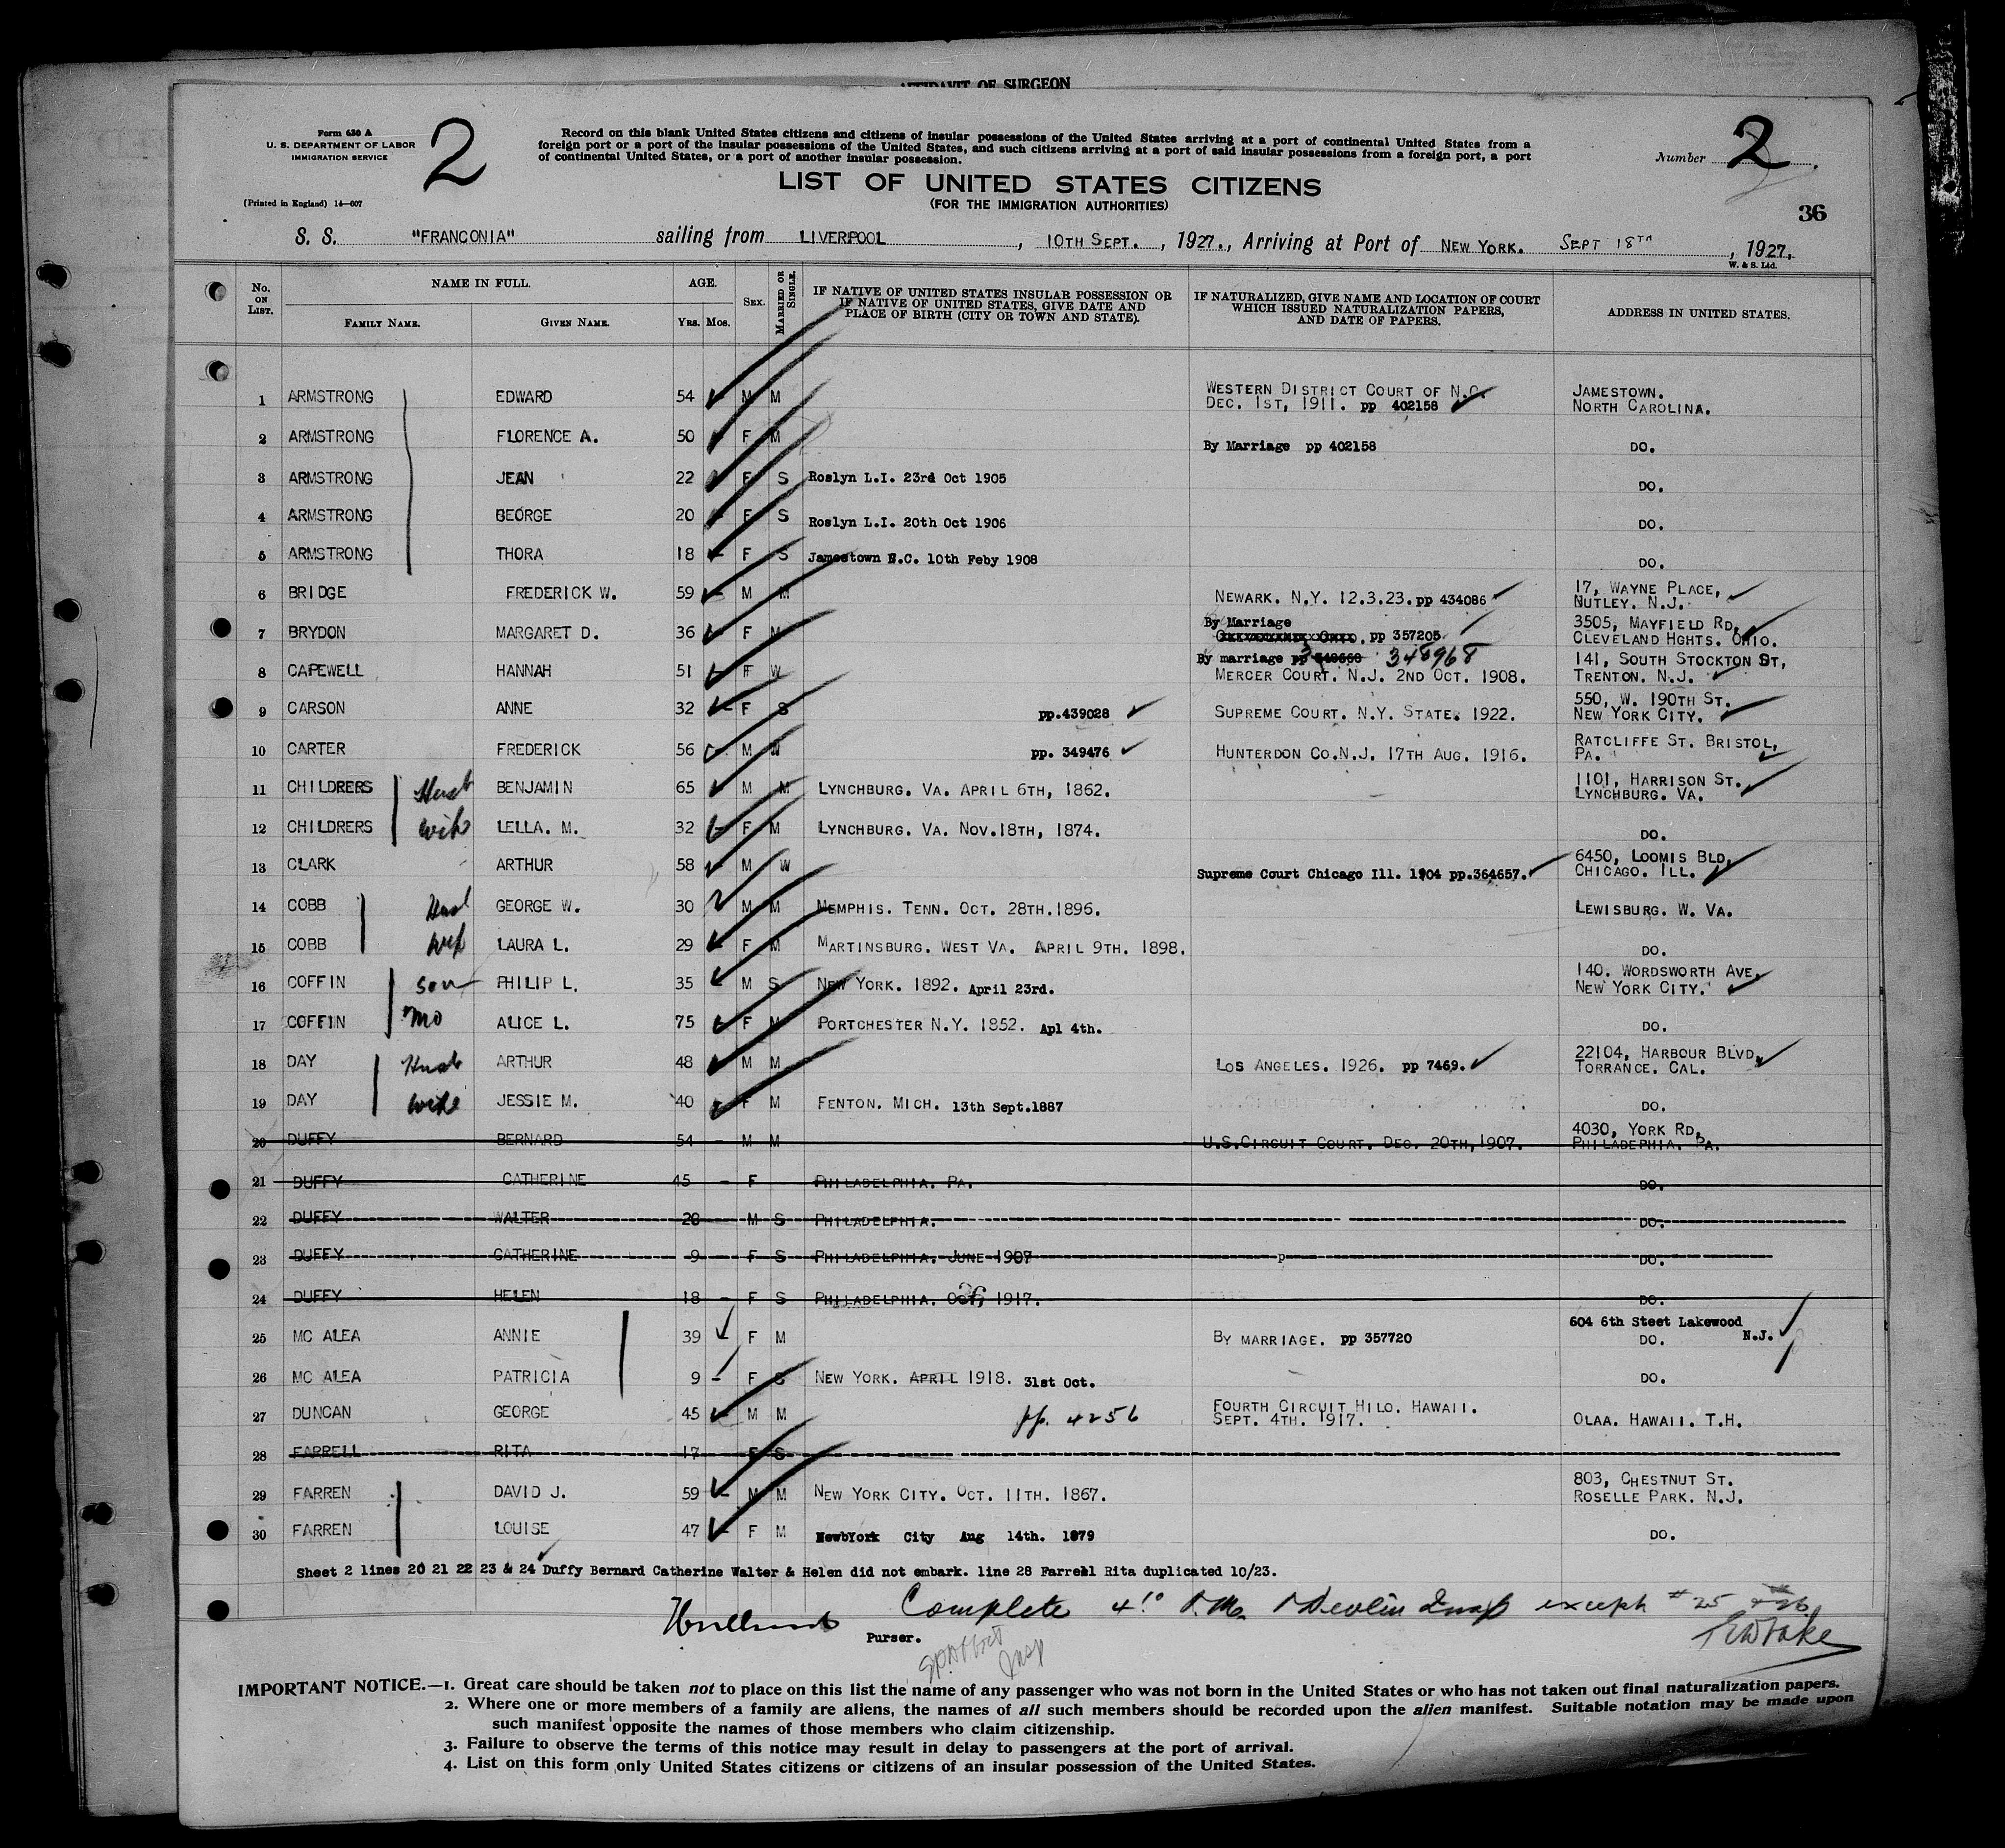 AFFIDAVIT OF SURGEON
Form 630 A
U. S. DEPARTMENT OF LABOR
IMMIGRATION SERVICE
(Printed in England) 14—607
2
Record on this blank United States citizens and citizens of insular possessions of the United States arriving at a port of continental United States from a
foreign port or a port of the insular possessions of the United States, and such citizens arriving at a port of said insular possessions from a foreign port, a port
of continental United States, or a port of another insular possession.
Number 2
LIST OF UNITED STATES CITIZENS
(FOR THE IMMIGRATION AUTHORITIES)
36
S. S. "FRANCONIA" sailing from LIVERPOOL, 10TH SEPT., 1927., Arriving at Port of NEW YORK. SEPT 18TH, 1927.
W. & S. Ltd.
No. ON LIST. NAME IN FULL. FAMILY NAME. GIVEN NAME. AGE. YRS. MOS. SEX. MARRIED OR SINGLE. IF NATIVE OF UNITED STATES INSULAR POSSESSION OR IF NATIVE OF UNITED STATES, GIVE DATE AND PLACE OF BIRTH (CITY OR TOWN AND STATE). IF NATURALIZED, GIVE NAME AND LOCATION OF COURT WHICH ISSUED NATURALIZATION PAPERS, AND DATE OF PAPERS. ADDRESS IN UNITED STATES.
1 ARMSTRONG EDWARD 54 M M WESTERN DISTRICT COURT OF N.C. DEC. 1ST, 1911. pp 402158 JAMESTOWN. NORTH CAROLINA.
2 ARMSTRONG FLORENCE A. 50 F M By Marriage pp 402158 DO.
3 ARMSTRONG JEAN 22 F S Roslyn L.I. 23rd Oct 1905 DO.
4 ARMSTRONG GEORGE 20 F S Roslyn L.I. 20th Oct 1906 DO.
5 ARMSTRONG THORA 18 – F S Jamestown N.C. 10th Feby 1908 DO.
6 BRIDGE FREDERICK W. 59 – M M NEWARK. N.Y. 12.3.23. pp 434086 17, WAYNE PLACE, NUTLEY. N.J.
7 BRYDON MARGARET D. 36 – F M By Marriage pp 357205 3505, MAYFIELD RD, CLEVELAND HGHTS. OHIO.
8 CAPEWELL HANNAH 51 – F W By marriage pp 348660 348968 MERCER COURT. N.J. 2ND OCT. 1908. 141, SOUTH STOCKTON ST, TRENTON. N.J.
9 CARSON ANNE 32 – F S pp.439028 SUPREME COURT. N.Y. STATE. 1922. 550, W. 190TH ST. NEW YORK CITY.
10 CARTER FREDERICK 56 – M W pp. 349476 HUNTERDON CO.N.J. 17TH AUG. 1916. RATCLIFFE ST. BRISTOL, PA.
11 CHILDRERS Husb BENJAMIN 65 M M LYNCHBURG. VA. APRIL 6TH, 1862. 1101, HARRISON ST. LYNCHBURG. VA.
12 CHILDRERS wife LELLA. M. 32 – F M LYNCHBURG. VA. NOV.18TH, 1874. DO.
13 CLARK ARTHUR 58 – M W Supreme Court Chicago Ill. 1904 pp.364657. 6450, LOOMIS BLD, CHICAGO. ILL.
14 COBB Husb GEORGE W. 30 M M MEMPHIS. TENN. OCT. 28TH.1896. LEWISBURG. W. VA.
15 COBB wife LAURA L. 29 – F M MARTINSBURG. WEST VA. APRIL 9TH. 1898. DO.
16 COFFIN son PHILIP L. 35 M S NEW YORK. 1892. April 23rd. 140. WORDSWORTH AVE. NEW YORK CITY.
17 COFFIN Mo ALICE L. 75 – F M PORTCHESTER N.Y. 1852. Apl 4th. DO.
18 DAY Husb ARTHUR 48 M M LOS ANGELES. 1926. pp 7469. 22104, HARBOUR BLVD, TORRANCE. CAL.
19 DAY wife JESSIE M. 40 F M FENTON. MICH. 13th Sept.1887 DO.
20 DUFFY BERNARD 54 – M M U.S.CIRCUIT COURT. DEC. 20TH, 1907. 4030, YORK RD, PHILADEPHIA. PA.
21 DUFFY CATHERINE 45 – F PHILADELPHIA. PA. DO.
22 DUFFY WALTER 20 M S PHILADELPHIA. DO.
23 DUFFY CATHERINE 9 F S PHILADELPHIA. JUNE 1907 p DO.
24 DUFFY HELEN 18 – F S PHILADELPHIA. OCT, 1917. DO.
25 MC ALEA ANNIE 39 F M BY MARRIAGE. pp 357720 604 6th Steet Lakewood N.J. DO.
26 MC ALEA PATRICIA 9 – F S NEW YORK. APRIL 1918. 31st Oct. DO.
27 DUNCAN GEORGE 45 – M M pp. 4256 FOURTH CIRCUIT HILO. HAWAII. SEPT. 4TH. 1917. OLAA. HAWAII. T.H.
28 FARRELL RITA 17 F S
29 FARREN DAVID J. 59 – M M NEW YORK CITY. OCT. 11TH. 1867. 803, CHESTNUT ST. ROSELLE PARK. N.J.
30 FARREN LOUISE 47 – F M NewbYork City Aug 14th. 1879 DO.
Sheet 2 lines 20 21 22 23 & 24 Duffy Bernard Catherine Walter & Helen did not embark. line 28 Farrell Rita duplicated 10/23.
Complete 4 P.M. Devlin Insp except #25 + 26
Purser.
Insp
IMPORTANT NOTICE.—1. Great care should be taken not to place on this list the name of any passenger who was not born in the United States or who has not taken out final naturalization papers.
2. Where one or more members of a family are aliens, the names of all such members should be recorded upon the alien manifest. Suitable notation may be made upon
such manifest opposite the names of those members who claim citizenship.
3. Failure to observe the terms of this notice may result in delay to passengers at the port of arrival.
4. List on this form only United States citizens or citizens of an insular possession of the United States.